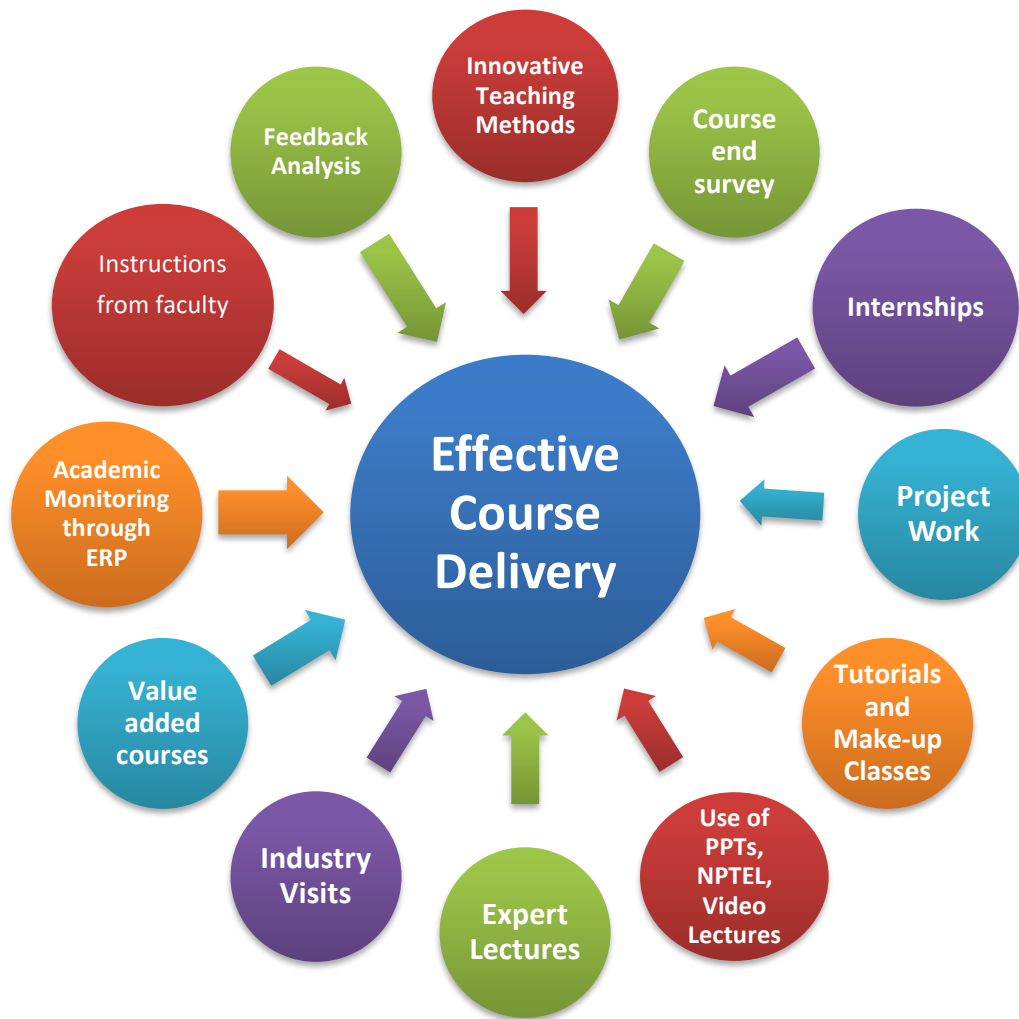 Innovative
Teaching
Methods
Course
end
survey
Internships
Project
Work
Tutorials
and
Make-up
Classes
Use of
PPTs,
NPTEL,
Video
Lectures
Expert
Lectures
Industry
Visits
Value
added
courses
Academic
Monitoring
through
ERP
Instructions
from faculty
Feedback
Analysis
Effective
Course
Delivery